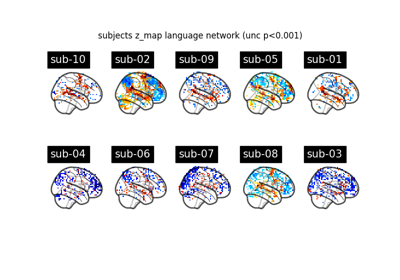 subjects z_map language network (unc p<0.001)
sub-10 sub-02 sub-09 sub-05 sub-01
sub-04 sub-06 sub-07 sub-08 sub-03